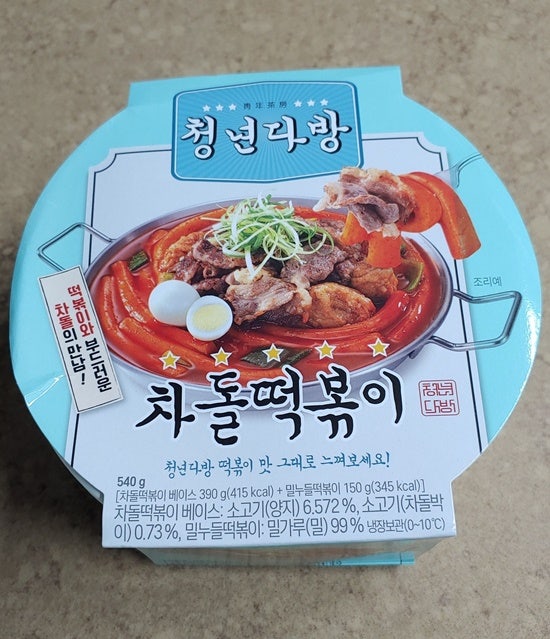 靑年茶房
청년다방
조리예
떡볶이와 부드러운
차돌의 만남!
차돌떡볶이
청년
다방
청년다방 떡볶이 맛 그대로 느껴보세요!
540 g
[차돌떡볶이 베이스 390 g(415 kcal) + 밀누들떡볶이 150 g(345 kcal)]
차돌떡볶이 베이스: 소고기(양지) 6.572 %, 소고기(차돌박
이) 0.73 %, 밀누들떡볶이: 밀가루(밀) 99 % 냉장보관(0~10℃)